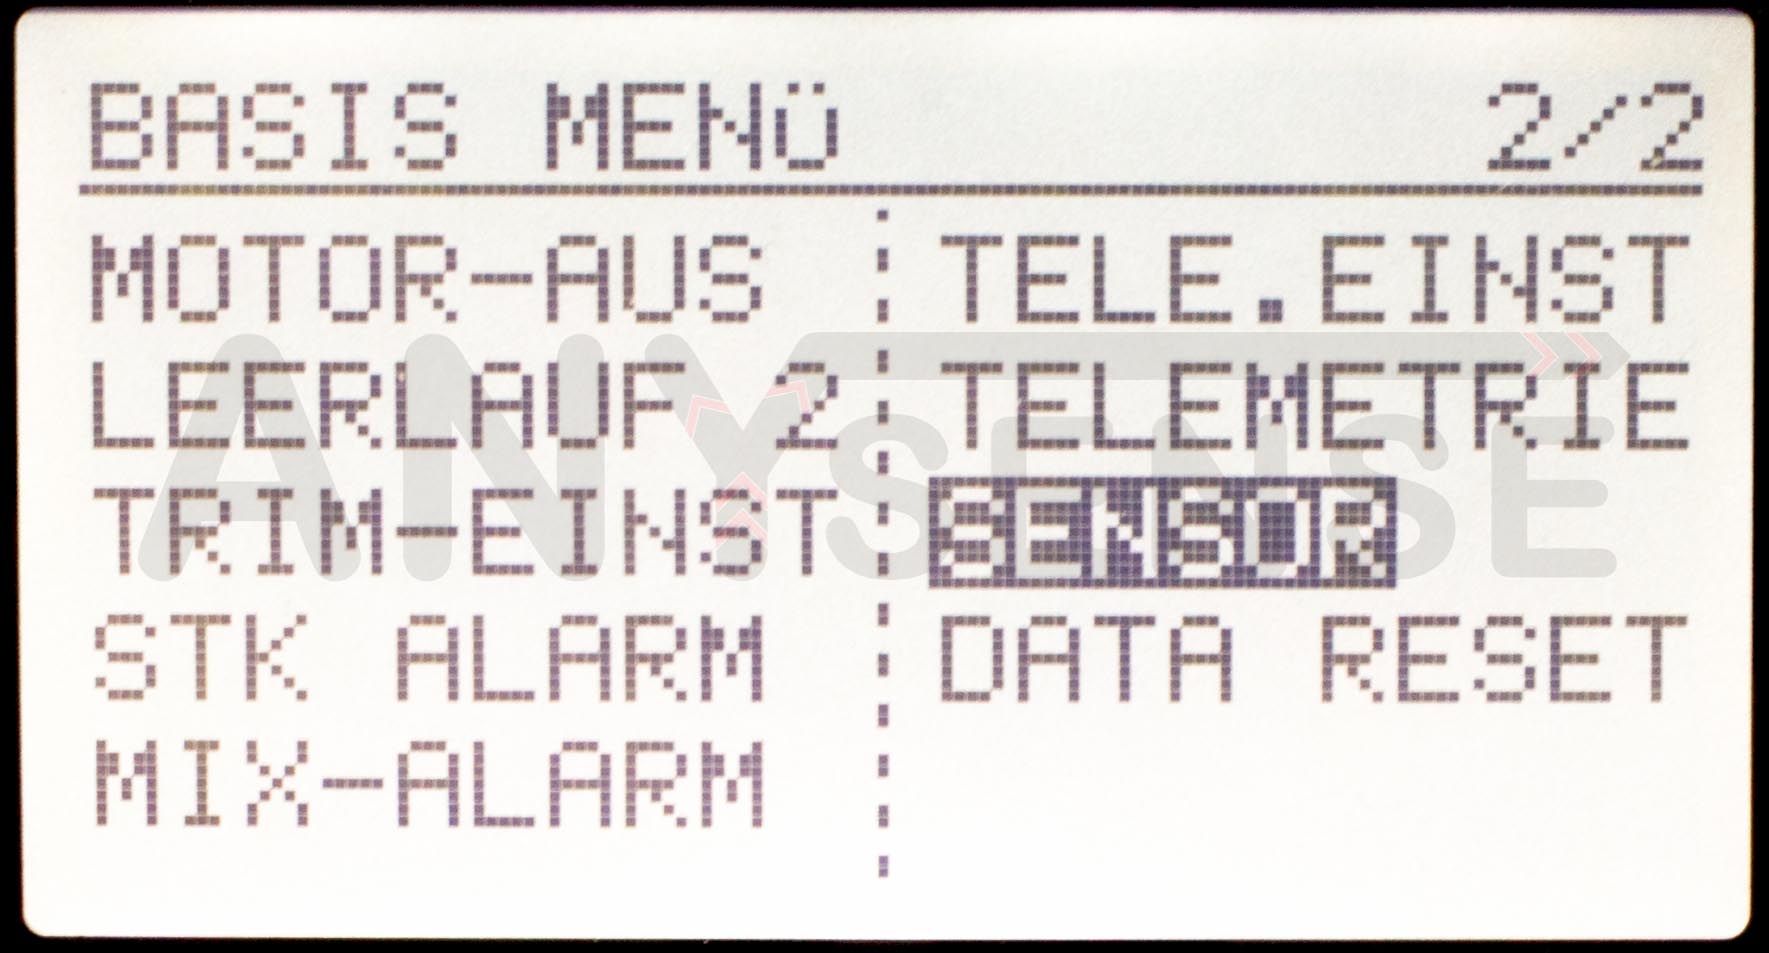 BASIS MENÜ 2/2
MOTOR-AUS
LEERLAUF 2
TRIM-EINST
STK ALARM
MIX-ALARM
TELE.EINST
TELEMETRIE
SENSOR
DATA RESET
ANYSENSE